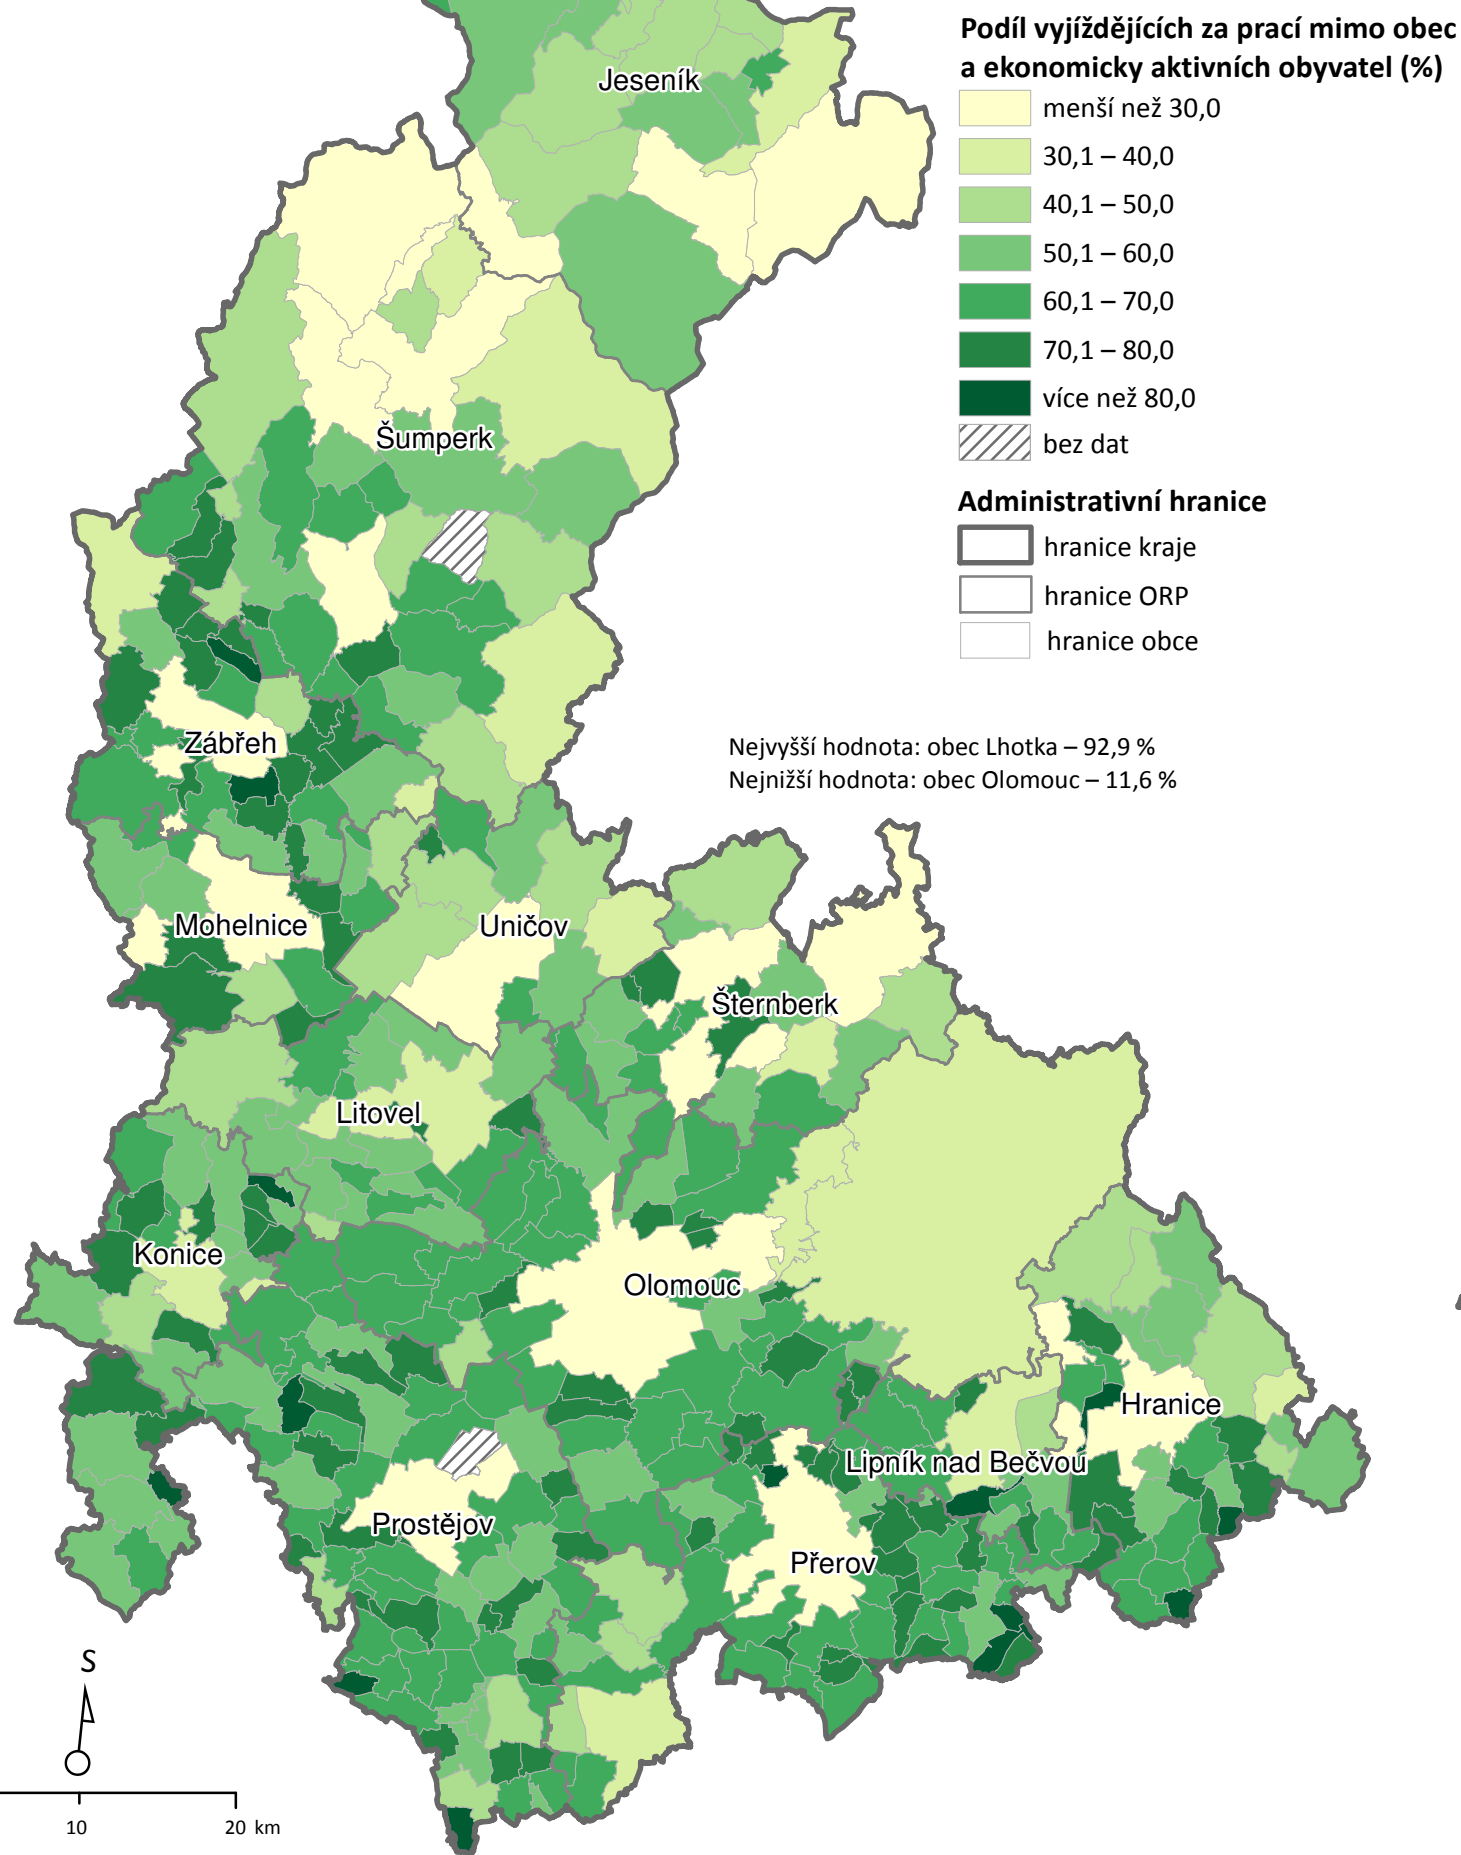 Podíl vyjíždějících za prací mimo obec
a ekonomicky aktivních obyvatel (%)
menší než 30,0
30,1 – 40,0
40,1 – 50,0
50,1 – 60,0
60,1 – 70,0
70,1 – 80,0
více než 80,0
bez dat
Administrativní hranice
hranice kraje
hranice ORP
hranice obce
Nejvyšší hodnota: obec Lhotka – 92,9 %
Nejnižší hodnota: obec Olomouc – 11,6 %
Jeseník
Šumperk
Zábřeh
Mohelnice
Uničov
Šternberk
Litovel
Konice
Olomouc
Hranice
Lipník nad Bečvou
Prostějov
Přerov
S
10
20 km